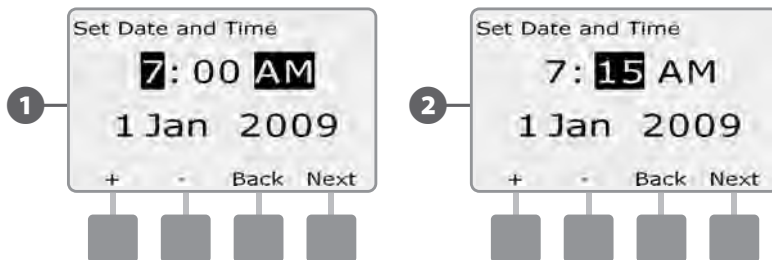 1
Set Date and Time
7: 00 AM
1 Jan 2009
+ - Back Next
2
Set Date and Time
7: 15 AM
1 Jan 2009
+ - Back Next